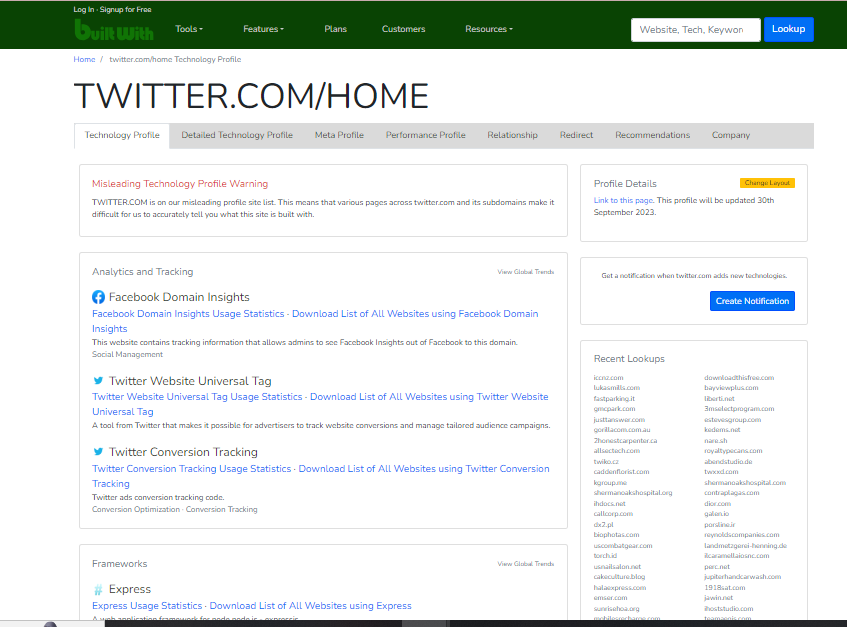 Log In · Signup for Free
Built With
Tools
Features
Plans
Customers
Resources
Website, Tech, Keywor
Lookup
Home / twitter.com/home Technology Profile
TWITTER.COM/HOME
Technology Profile
Detailed Technology Profile
Meta Profile
Performance Profile
Relationship
Redirect
Recommendations
Company
Misleading Technology Profile Warning
TWITTER.COM is on our misleading profile site list. This means that various pages across twitter.com and its subdomains make it
difficult for us to accurately tell you what this site is built with.
Analytics and Tracking
View Global Trends
Facebook Domain Insights
Facebook Domain Insights Usage Statistics · Download List of All Websites using Facebook Domain
Insights
This website contains tracking information that allows admins to see Facebook Insights out of Facebook to this domain.
Social Management
Twitter Website Universal Tag
Twitter Website Universal Tag Usage Statistics · Download List of All Websites using Twitter Website
Universal Tag
A tool from Twitter that makes it possible for advertisers to track website conversions and manage tailored audience campaigns.
Twitter Conversion Tracking
Twitter Conversion Tracking Usage Statistics · Download List of All Websites using Twitter Conversion
Tracking
Twitter ads conversion tracking code.
Conversion Optimization · Conversion Tracking
Frameworks
View Global Trends
Express
Express Usage Statistics · Download List of All Websites using Express
A web application framework for node node.js - expressjs
Profile Details
Change Layout
Link to this page. This profile will be updated 30th
September 2023.
Get a notification when twitter.com adds new technologies.
Create Notification
Recent Lookups
iccnz.com
lukasmills.com
fastparking.it
gmcpark.com
justtanswer.com
gorillacom.com.au
2honestcarpenter.ca
allsectech.com
twiko.cz
caddenflorist.com
kgroup.me
shermanoakshospital.org
ihdocs.net
callcorp.com
dx2.pl
biophotas.com
uscombatgear.com
torch.id
usnailsalon.net
cakeculture.blog
halaexpress.com
emser.com
sunrisehoa.org
mobilesrecharge.com
downloadthisfree.com
bayviewplus.com
liberti.net
3mselectprogram.com
estevesgroup.com
kedems.net
nare.sh
royaltypecans.com
abendstudio.de
twxxd.com
shermanoakshospital.com
contraplagas.com
dior.com
galen.io
porsline.ir
reynoldscompanies.com
landmetzgerei-henning.de
ilcaramellaiosnc.com
perc.net
jupiterhandcarwash.com
1918sat.com
jawin.net
ihoststudio.com